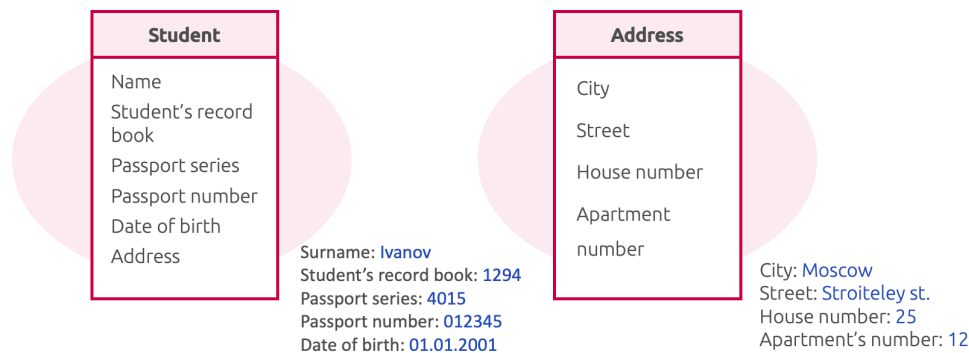 Student
Name
Student's record
book
Passport series
Passport number
Date of birth
Address
Surname: Ivanov
Student's record book: 1294
Passport series: 4015
Passport number: 012345
Date of birth: 01.01.2001
Address
City
Street
House number
Apartment
number
City: Moscow
Street: Stroiteley st.
House number: 25
Apartment's number: 12